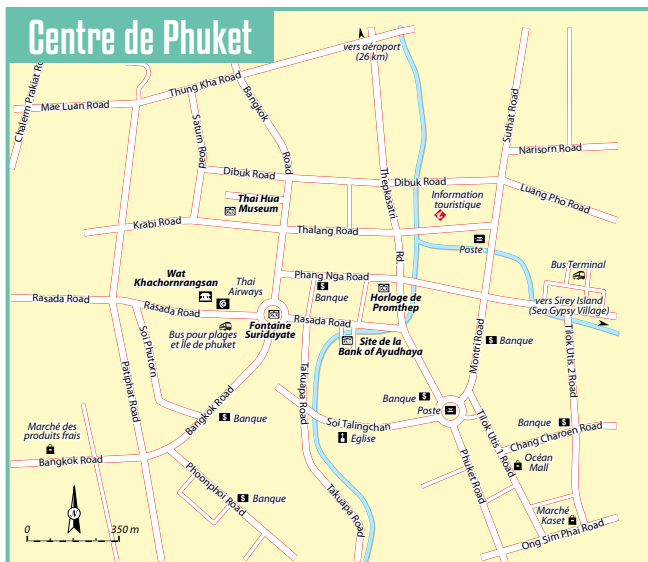 Centre de Phuket
vers aéroport
(26 km)
Chalerm Prakiat Ro
Mae Luan Road
Thung Kha Road
Bangkok
Road
Saturn Road
Suthat Road
Narisorn Road
Dibuk Road
Dibuk Road
Thepkasatri
Rd.
Luang Pho Road
Thai Hua
Museum
Information
touristique
Krabi Road
Thalang Road
Poste
Wat
Khachornrangsan
Thai
Airways
Phang Nga Road
Banque
Horloge de
Promthep
Bus Terminal
vers Sirey Island
(Sea Gypsy Village)
Rasada Road
Rasada Road
Rasada Road
Bus pour plages
et Ile de phuket
Fontaine
Suridayate
Site de la
Bank of Ayudhaya
Soi Phutorn
Patiphat Road
Montri Road
Banque
Tilok Utis 2 Road
Takuapa Road
Bangkok Road
Banque
Soi Talingchan
Eglise
Banque
Poste
Tilok Utis 1 Road
Banque
Chang Charoen Road
Marché des
produits frais
Bangkok Road
Phoonphoi Road
Banque
Takuapa Road
Phuket Road
Océan
Mall
Marché
Kaset
Ong Sim Phai Road
N
0
350 m